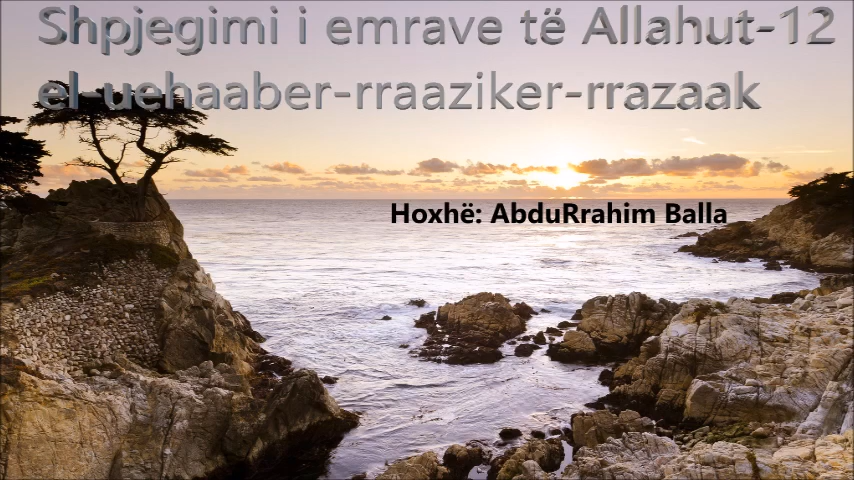 Shpjegimi i emrave të Allahut-12
el-uehaaber-rraaziker-rrazaak
Hoxhë: AbduRrahim Balla